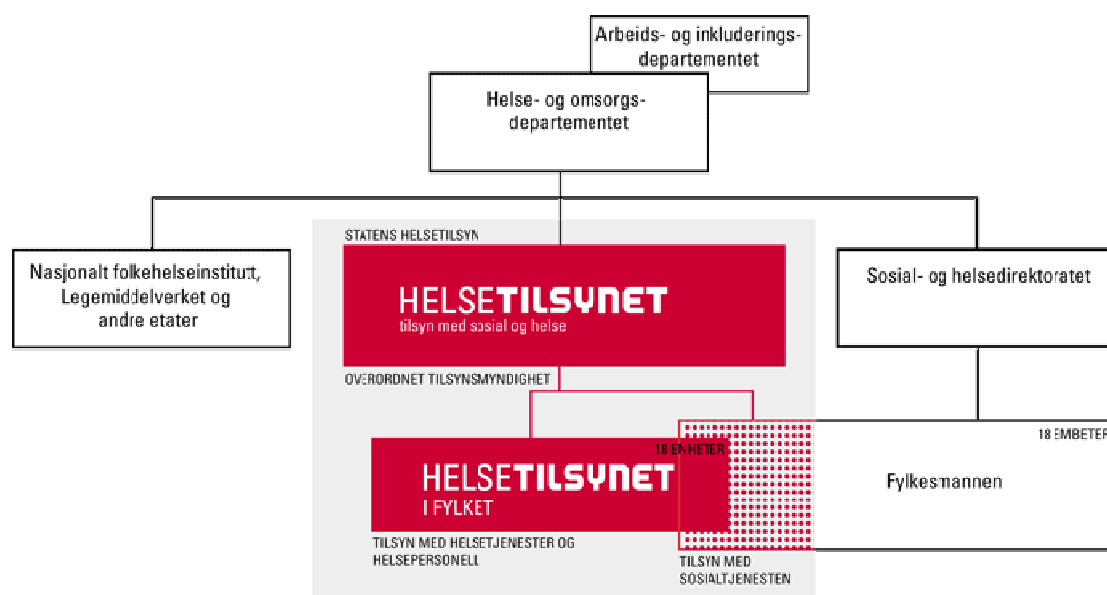 Arbeids- og inkluderings-
departementet
Helse- og omsorgs-
departementet
STATENS HELSETILSYN
Nasjonalt folkehelseinstitutt,
Legemiddelverket og
andre etater
HELSETILSYNET
tilsyn med sosial og helse
Sosial- og helsedirektoratet
OVERORDNET TILSYNSMYNDIGHET
18 ENHETER
18 EMBETER
HELSETILSYNET
I FYLKET
Fylkesmannen
TILSYN MED HELSETJENESTER OG
HELSEPERSONELL
TILSYN MED
SOSIALTJENESTEN